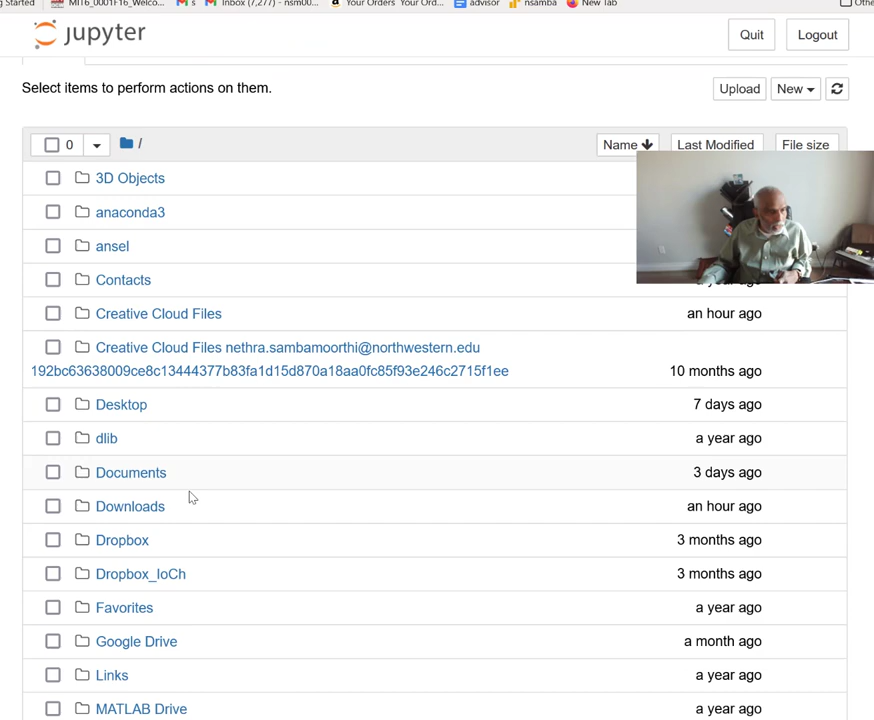 g Started MIT6_0001F16_Welco... s Inbox (7,277) - nsm00... Your Orders Your Ord... advisor nsamba New Tab Othe
jupyter Quit Logout
Select items to perform actions on them. Upload New
0 / Name Last Modified File size
3D Objects
anaconda3
ansel
Contacts
Creative Cloud Files an hour ago
Creative Cloud Files nethra.sambamoorthi@northwestern.edu
192bc63638009ce8c13444377b83fa1d15d870a18aa0fc85f93e246c2715f1ee 10 months ago
Desktop 7 days ago
dlib a year ago
Documents 3 days ago
Downloads an hour ago
Dropbox 3 months ago
Dropbox_IoCh 3 months ago
Favorites a year ago
Google Drive a month ago
Links a year ago
MATLAB Drive a year ago